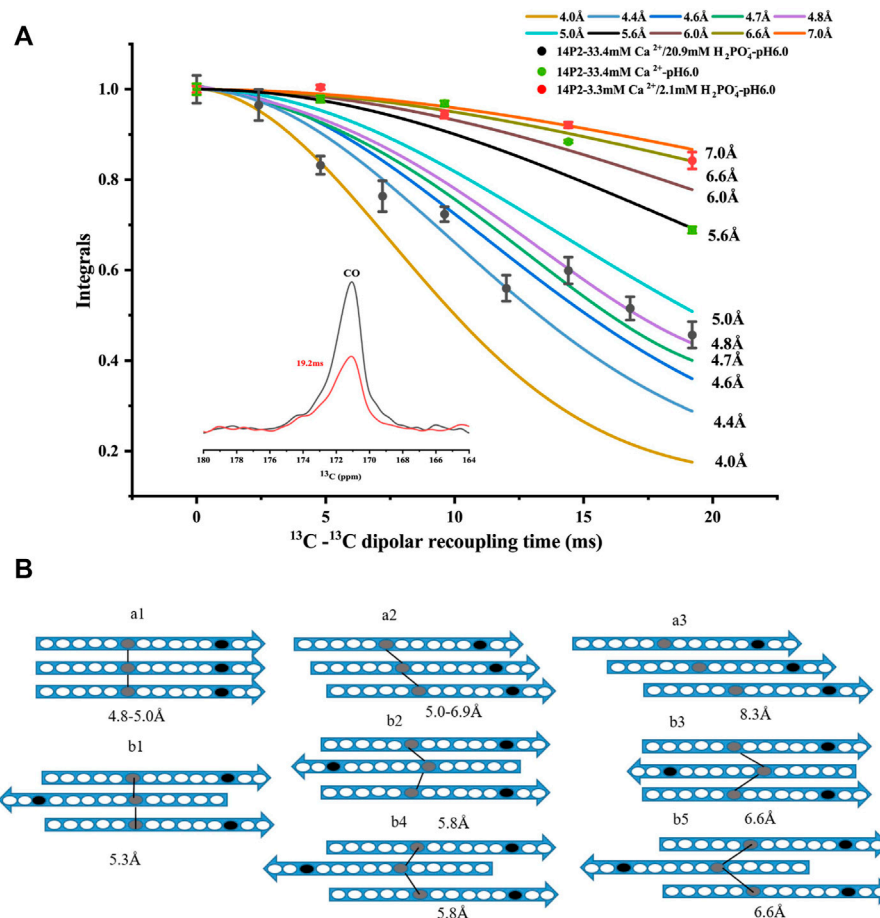 A
4.0Å 4.4Å 4.6Å 4.7Å 4.8Å
5.0Å 5.6Å 6.0Å 6.6Å 7.0Å
14P2-33.4mM Ca²⁺/20.9mM H₂PO₄⁻-pH6.0
14P2-33.4mM Ca²⁺-pH6.0
14P2-3.3mM Ca²⁺/2.1mM H₂PO₄⁻-pH6.0
1.0
0.8
0.6
0.4
0.2
Integrals
7.0Å
6.6Å
6.0Å
5.6Å
5.0Å
4.8Å
4.7Å
4.6Å
4.4Å
4.0Å
CO
19.2ms
180 178 176 174 172 170 168 166 164
¹³C (ppm)
0 5 10 15 20
¹³C -¹³C dipolar recoupling time (ms)
B
a1 a2 a3
4.8-5.0Å 5.0-6.9Å 8.3Å
b1 b2 b3
5.3Å 5.8Å 6.6Å
b4 b5
5.8Å 6.6Å